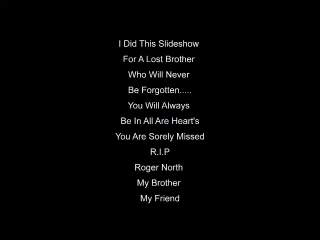 I Did This Slideshow
For A Lost Brother
Who Will Never
Be Forgotten.....
You Will Always
Be In All Are Heart's
You Are Sorely Missed
R.I.P
Roger North
My Brother
My Friend